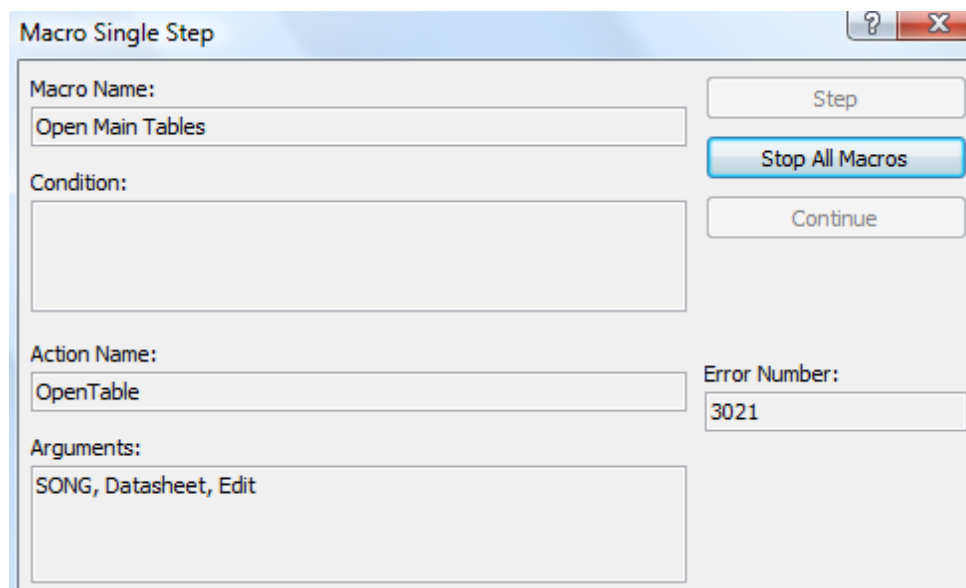 Macro Single Step
Macro Name:
Open Main Tables
Condition:
Action Name:
OpenTable
Arguments:
SONG, Datasheet, Edit
?
X
Step
Stop All Macros
Continue
Error Number:
3021